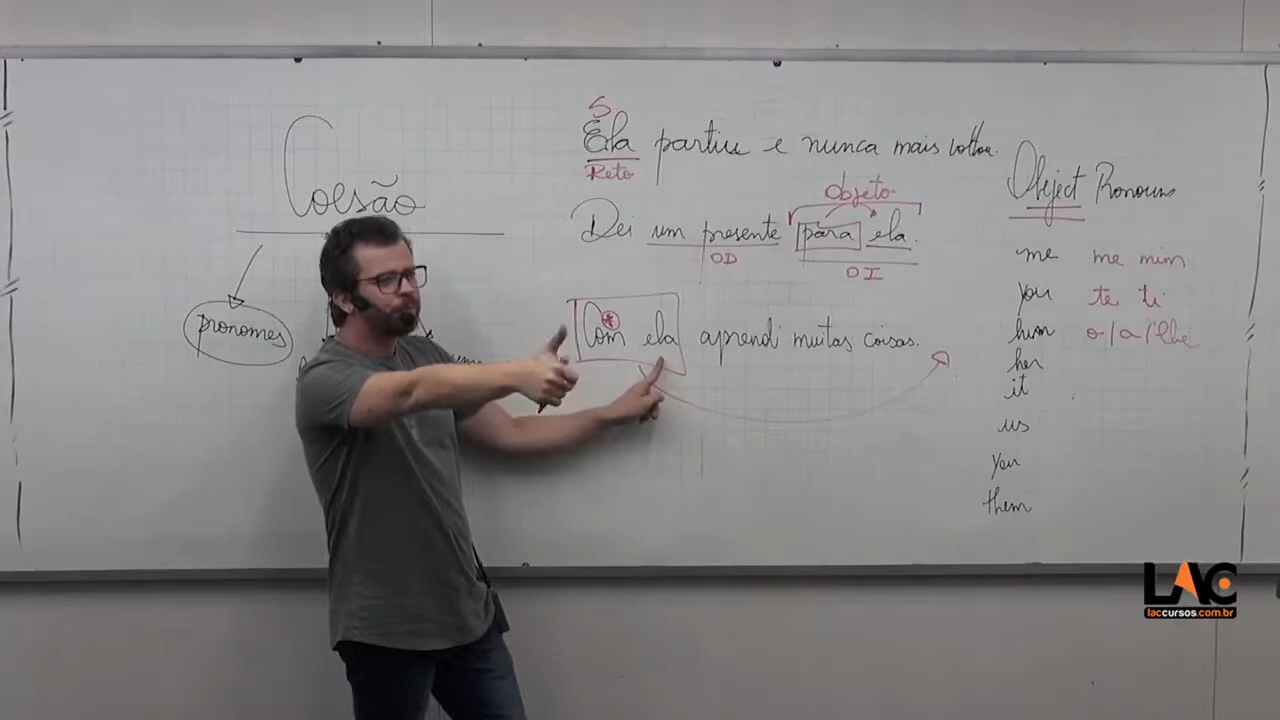 Coesão
pronomes
S
Ela partiu e nunca mais voltou.
Reto
objeto
Dei um presente para ela.
OD
OI
Com ela aprendi muitas coisas.
Object Pronouns
me me mim
you te ti
him o/a/lhe
her
it
us
you
them
LAC
laccursos.com.br